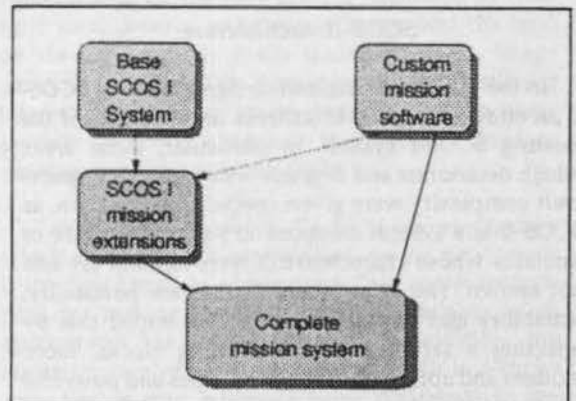 Base
SCOS I
System
Custom
mission
software
SCOS I
mission
extensions
Complete
mission system